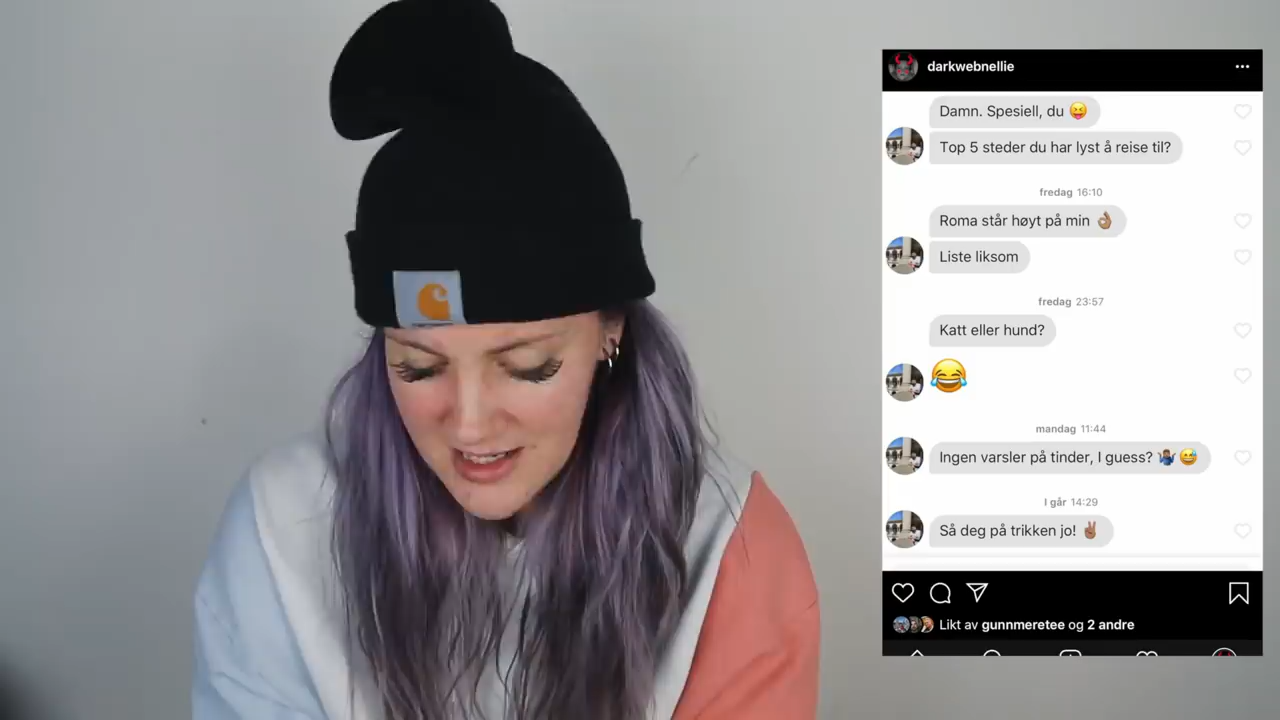 darkwebnellie
Damn. Spesiell, du 😝
Top 5 steder du har lyst å reise til?
fredag 16:10
Roma står høyt på min 👌🏽
Liste liksom
fredag 23:57
Katt eller hund?
😂
mandag 11:44
Ingen varsler på tinder, I guess? 🤷🏽‍♂️😅
I går 14:29
Så deg på trikken jo! ✌🏽
Likt av gunnmeretee og 2 andre